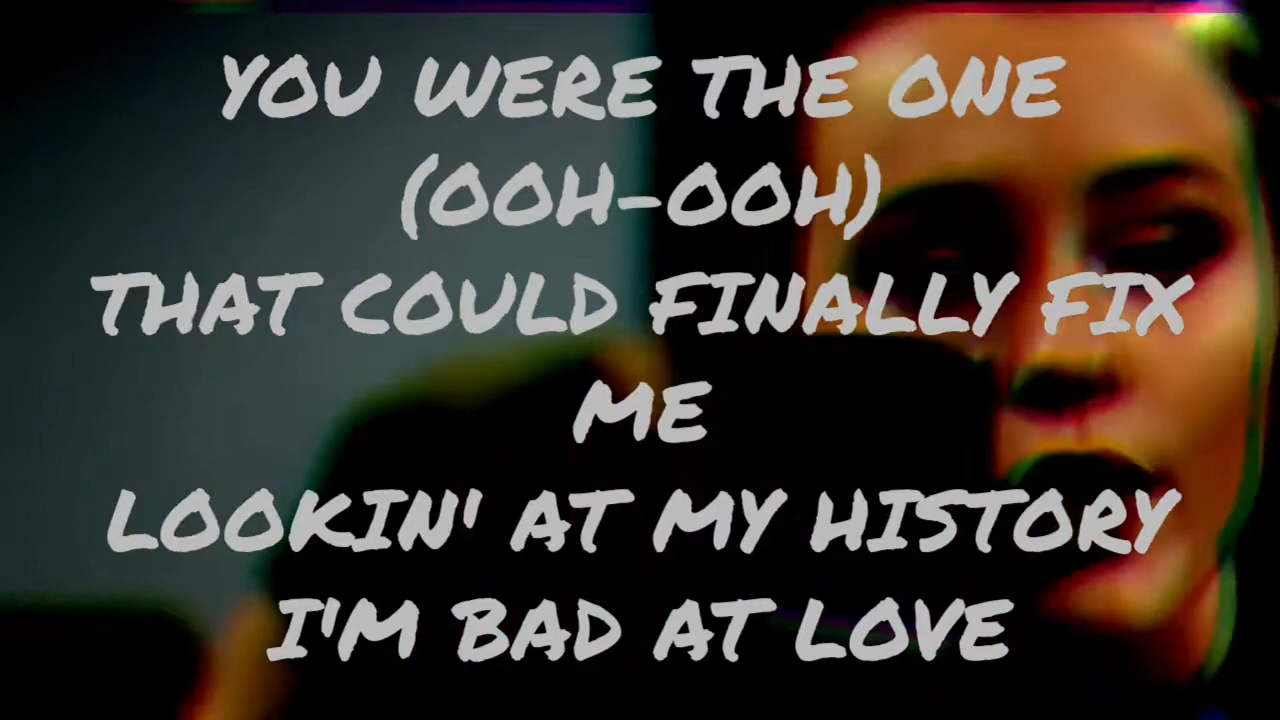 YOU WERE THE ONE
(OOH-OOH)
THAT COULD FINALLY FIX
ME
LOOKIN' AT MY HISTORY
I'M BAD AT LOVE